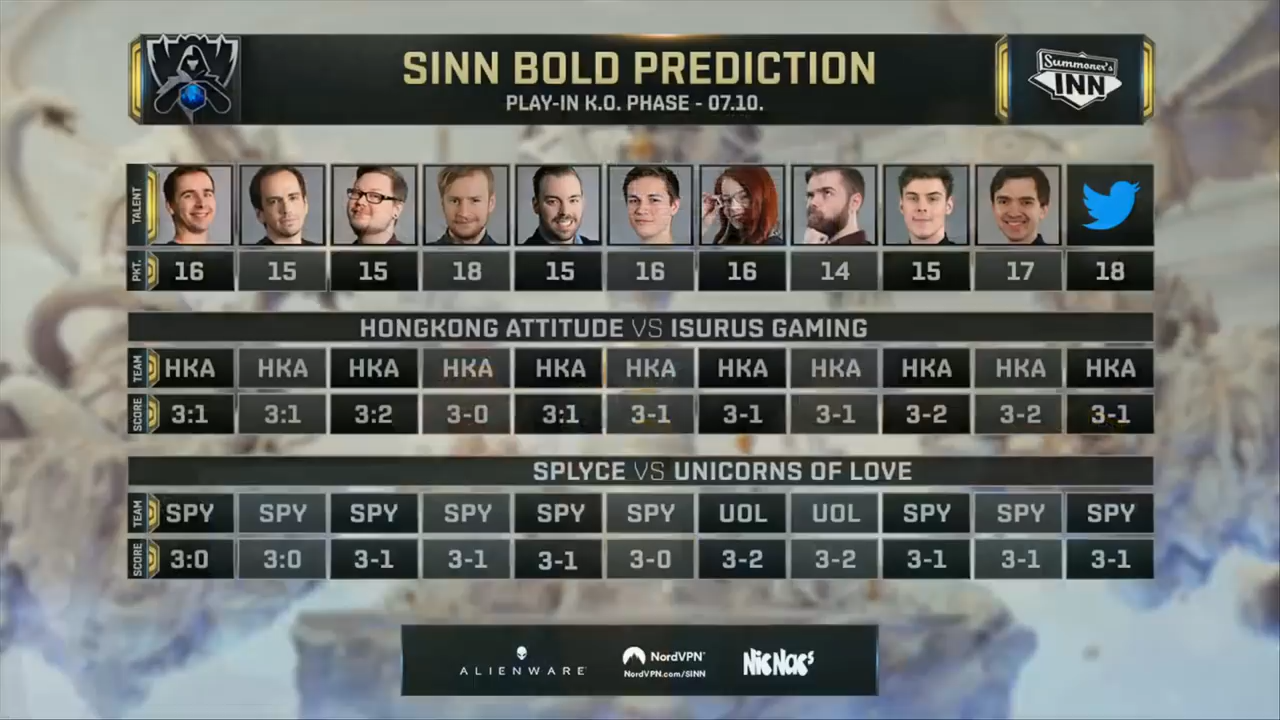 SINN BOLD PREDICTION
PLAY-IN K.O. PHASE - 07.10.
Summoner's
INN
TALENT
PKT. 16 15 15 18 15 16 16 14 15 17 18
HONGKONG ATTITUDE VS ISURUS GAMING
TEAM HKA HKA HKA HKA HKA HKA HKA HKA HKA HKA HKA
SCORE 3:1 3:1 3:2 3-0 3:1 3-1 3-1 3-1 3-2 3-2 3-1
SPLYCE VS UNICORNS OF LOVE
TEAM SPY SPY SPY SPY SPY SPY UOL UOL SPY SPY SPY
SCORE 3:0 3:0 3-1 3-1 3-1 3-0 3-2 3-2 3-1 3-1 3-1
ALIENWARE
NordVPN
NordVPN.com/SINN
NicNacs